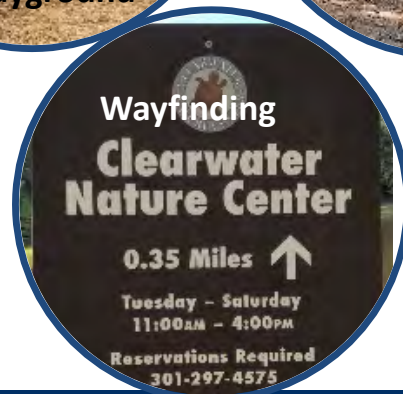 Wayfinding
Clearwater
Nature Center
0.35 Miles
Tuesday – Saturday
11:00AM – 4:00PM
Reservations Required
301-297-4575